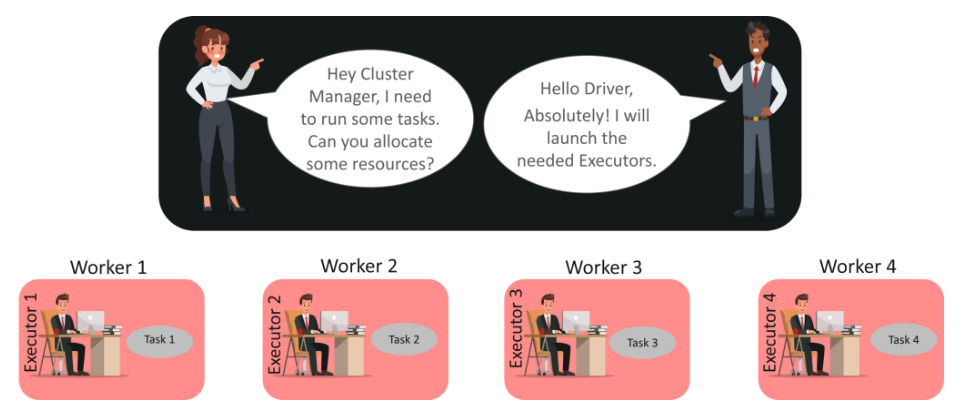 Hey Cluster
Manager, I need
to run some tasks.
Can you allocate
some resources?
Hello Driver,
Absolutely! I will
launch the
needed Executors.
Worker 1
Worker 2
Worker 3
Worker 4
Executor 1
Task 1
Executor 2
Task 2
Executor 3
Task 3
Executor 4
Task 4